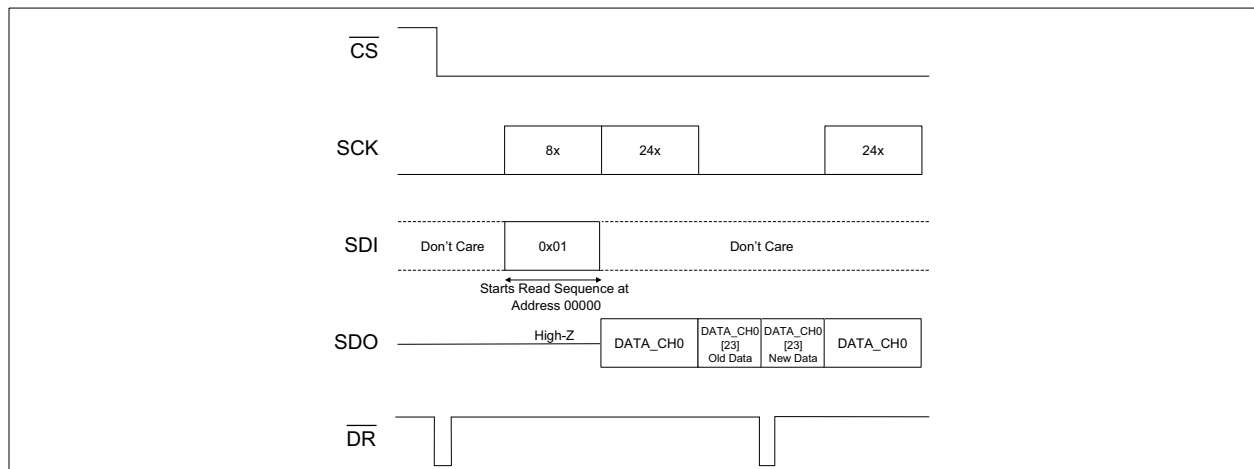 CS
SCK
8x
24x
24x
SDI
Don't Care
0x01
Don't Care
Starts Read Sequence at
Address 00000
SDO
High-Z
DATA_CH0
DATA_CH0
[23]
Old Data
DATA_CH0
[23]
New Data
DATA_CH0
DR